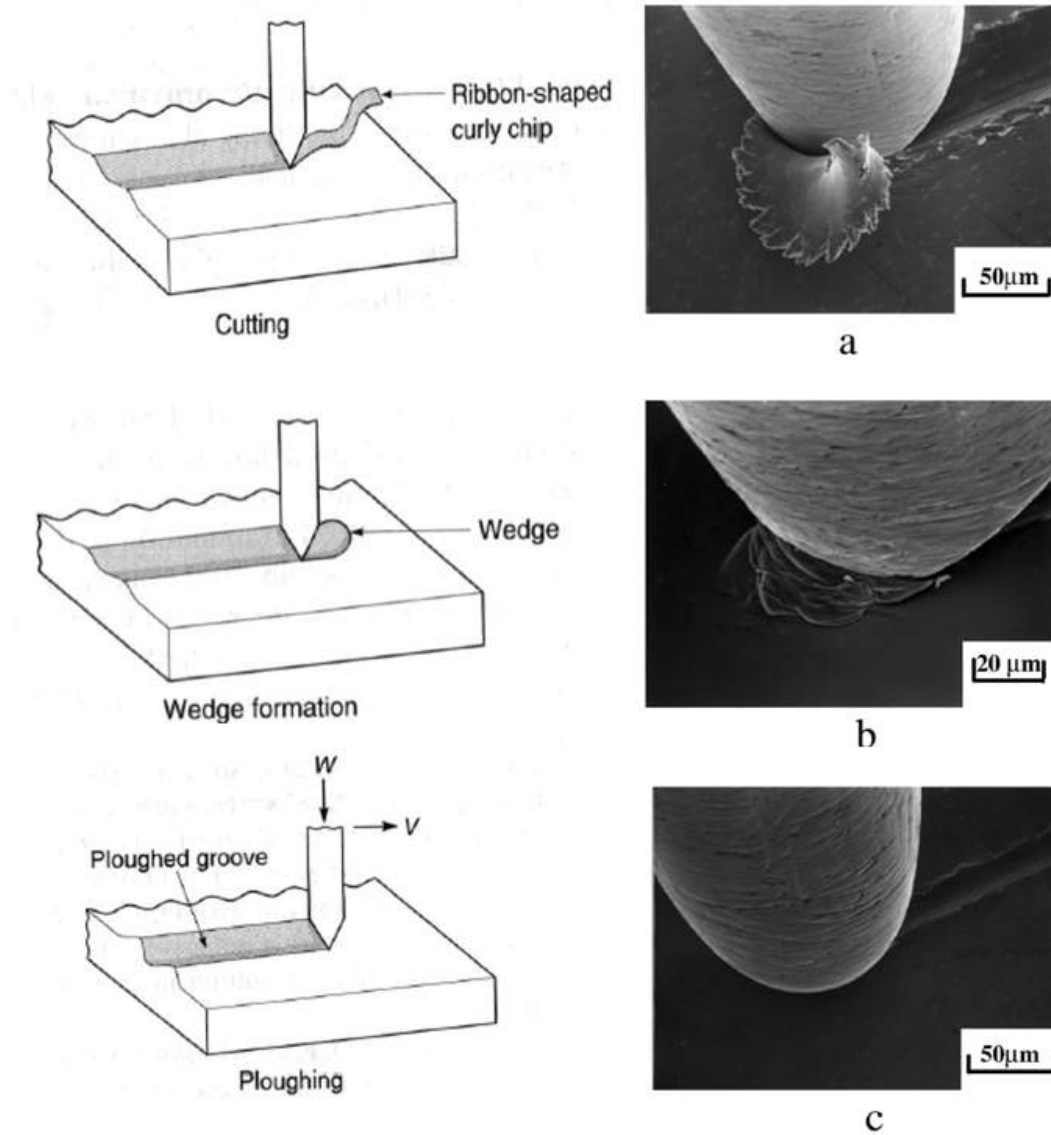 Ribbon-shaped
curly chip
Cutting
50μm
a
Wedge
Wedge formation
20 μm
b
W
V
Ploughed groove
Ploughing
50μm
c